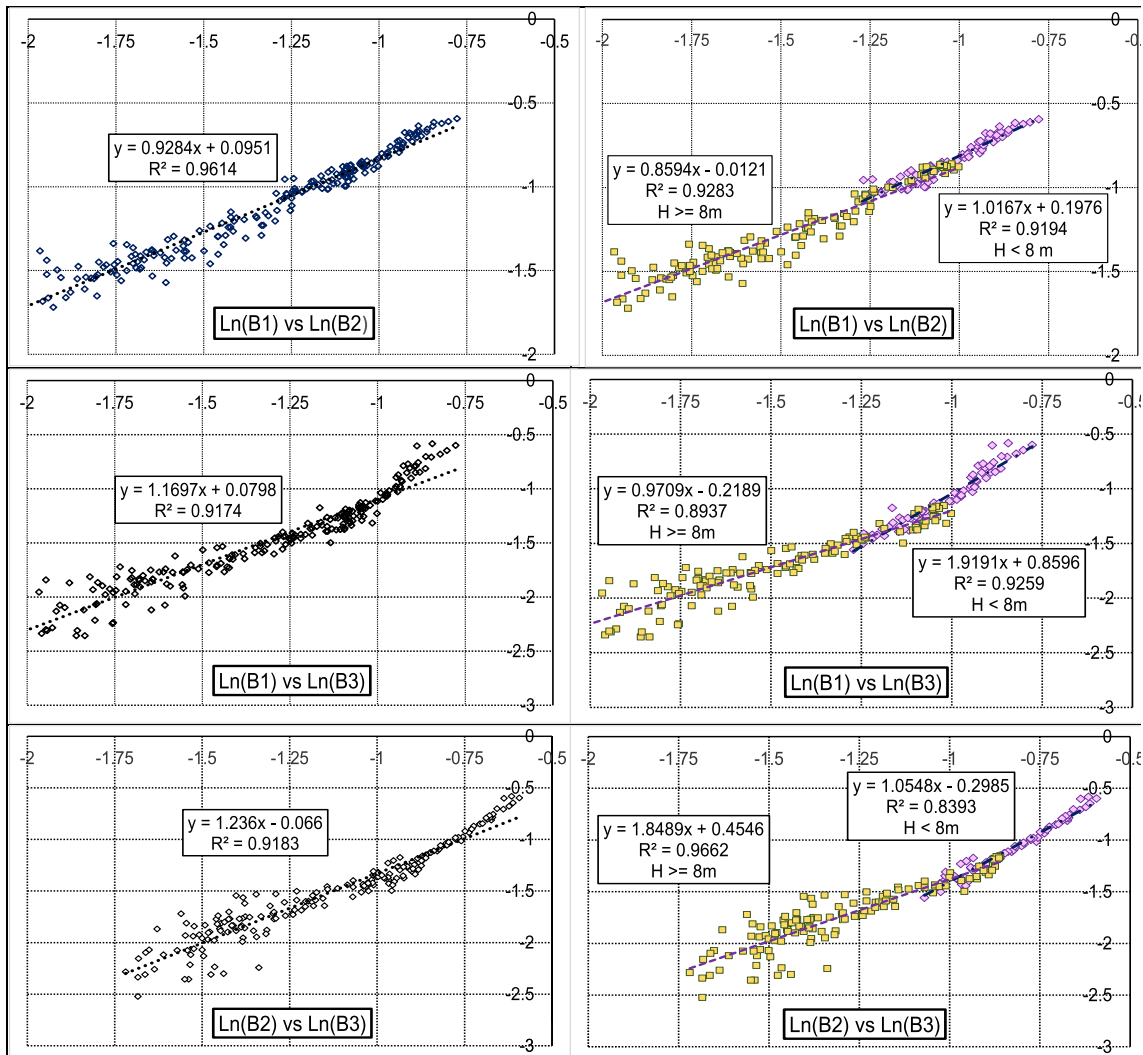 0
-2 -1.75 -1.5 -1.25 -1 -0.75
-0.5
y = 0.9284x + 0.0951
R² = 0.9614
-1
-1.5
Ln(B1) vs Ln(B2)
-2
0
-2 -1.75 -1.5 -1.25 -1 -0.75
-0.5
y = 0.8594x - 0.0121
R² = 0.9283
H >= 8m
-1
y = 1.0167x + 0.1976
R² = 0.9194
H < 8 m
-1.5
Ln(B1) vs Ln(B2)
-2
0
-2 -1.75 -1.5 -1.25 -1 -0.75 -0.5
-0.5
y = 1.1697x + 0.0798
R² = 0.9174
-1
-1.5
-2
-2.5
Ln(B1) vs Ln(B3)
-3
0
-2 -1.75 -1.5 -1.25 -1 -0.75 -0.5
-0.5
y = 0.9709x - 0.2189
R² = 0.8937
H >= 8m
-1
-1.5
y = 1.9191x + 0.8596
R² = 0.9259
H < 8m
-2
-2.5
Ln(B1) vs Ln(B3)
-3
0
-2 -1.75 -1.5 -1.25 -1 -0.75 -0.5
-0.5
y = 1.236x - 0.066
R² = 0.9183
-1
-1.5
-2
-2.5
Ln(B2) vs Ln(B3)
-3
0
-2 -1.75 -1.5 -1.25 -1 -0.75 -0.5
-0.5
y = 1.0548x - 0.2985
R² = 0.8393
H < 8m
y = 1.8489x + 0.4546
R² = 0.9662
H >= 8m
-1
-1.5
-2
-2.5
Ln(B2) vs Ln(B3)
-3